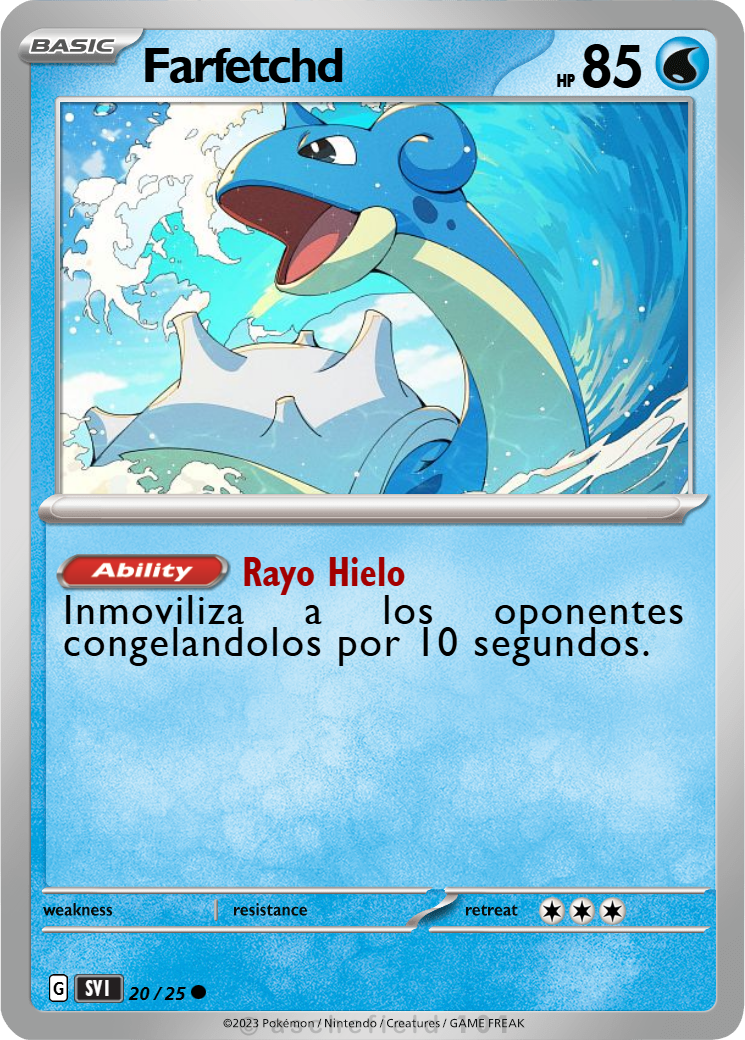 BASIC
Farfetchd
HP 85
Ability Rayo Hielo
Inmoviliza a los oponentes
congelandolos por 10 segundos.
weakness resistance retreat
G SVI 20 / 25
©2023 Pokémon / Nintendo / Creatures / GAME FREAK